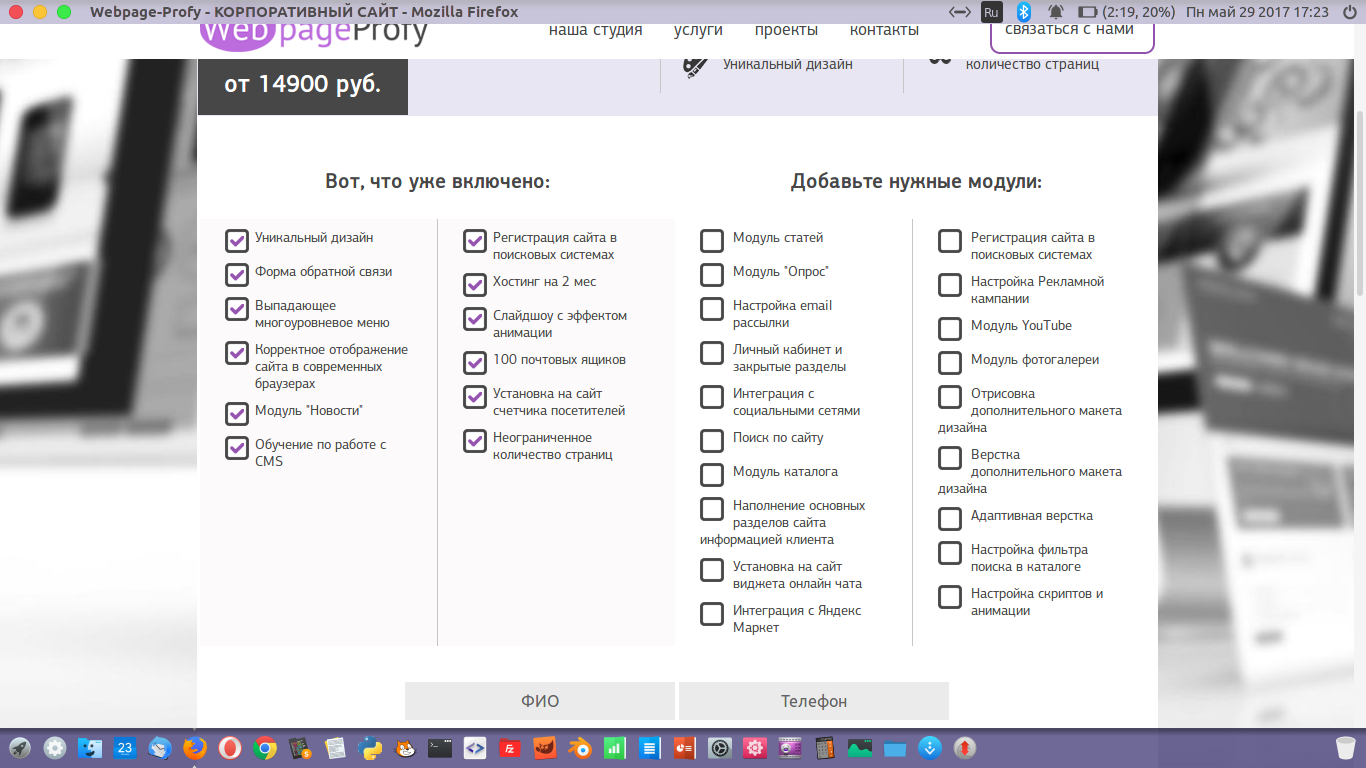 Webpage-Profy - КОРПОРАТИВНЫЙ САЙТ - Mozilla Firefox
Ru
(2:19, 20%)
Пн май 29 2017 17:23
WebpageProfy
наша студия
услуги
проекты
контакты
связаться с нами
от 14900 руб.
Уникальный дизайн
количество страниц
Вот, что уже включено:
Уникальный дизайн
Форма обратной связи
Выпадающее
многоуровневое меню
Корректное отображение
сайта в современных
браузерах
Модуль "Новости"
Обучение по работе с
CMS
Регистрация сайта в
поисковых системах
Хостинг на 2 мес
Слайдшоу с эффектом
анимации
100 почтовых ящиков
Установка на сайт
счетчика посетителей
Неограниченное
количество страниц
Добавьте нужные модули:
Модуль статей
Модуль "Опрос"
Настройка email
рассылки
Личный кабинет и
закрытые разделы
Интеграция с
социальными сетями
Поиск по сайту
Модуль каталога
Наполнение основных
разделов сайта
информацией клиента
Установка на сайт
виджета онлайн чата
Интеграция с Яндекс
Маркет
Регистрация сайта в
поисковых системах
Настройка Рекламной
кампании
Модуль YouTube
Модуль фотогалереи
Отрисовка
дополнительного макета
дизайна
Верстка
дополнительного макета
дизайна
Адаптивная верстка
Настройка фильтра
поиска в каталоге
Настройка скриптов и
анимации
ФИО
Телефон
23